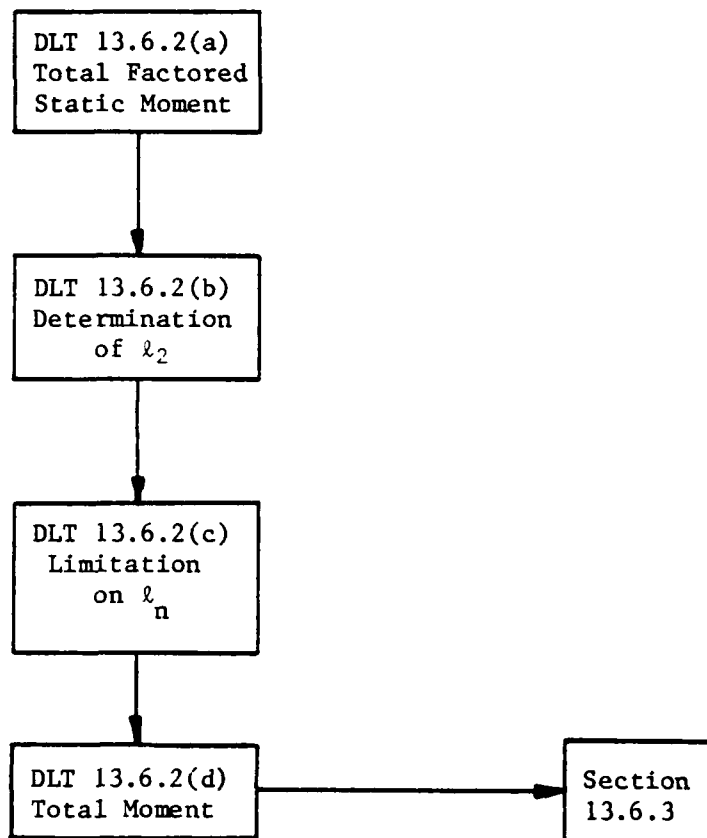 DLT 13.6.2(a)
Total Factored
Static Moment
DLT 13.6.2(b)
Determination
of ℓ₂
DLT 13.6.2(c)
Limitation
on ℓₙ
DLT 13.6.2(d)
Total Moment
Section
13.6.3